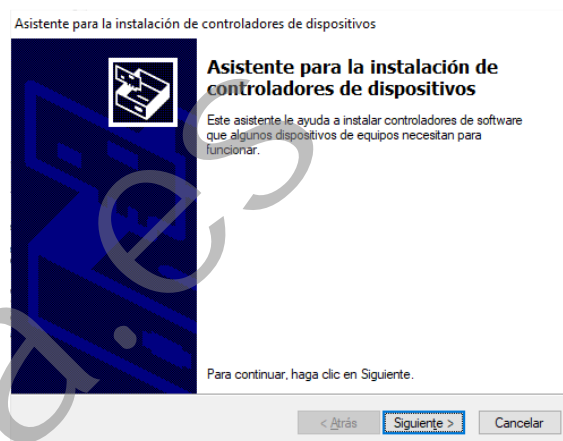 Asistente para la instalación de controladores de dispositivos
Asistente para la instalación de
controladores de dispositivos
Este asistente le ayuda a instalar controladores de software
que algunos dispositivos de equipos necesitan para
funcionar.
Para continuar, haga clic en Siguiente.
< Atrás
Siguiente >
Cancelar